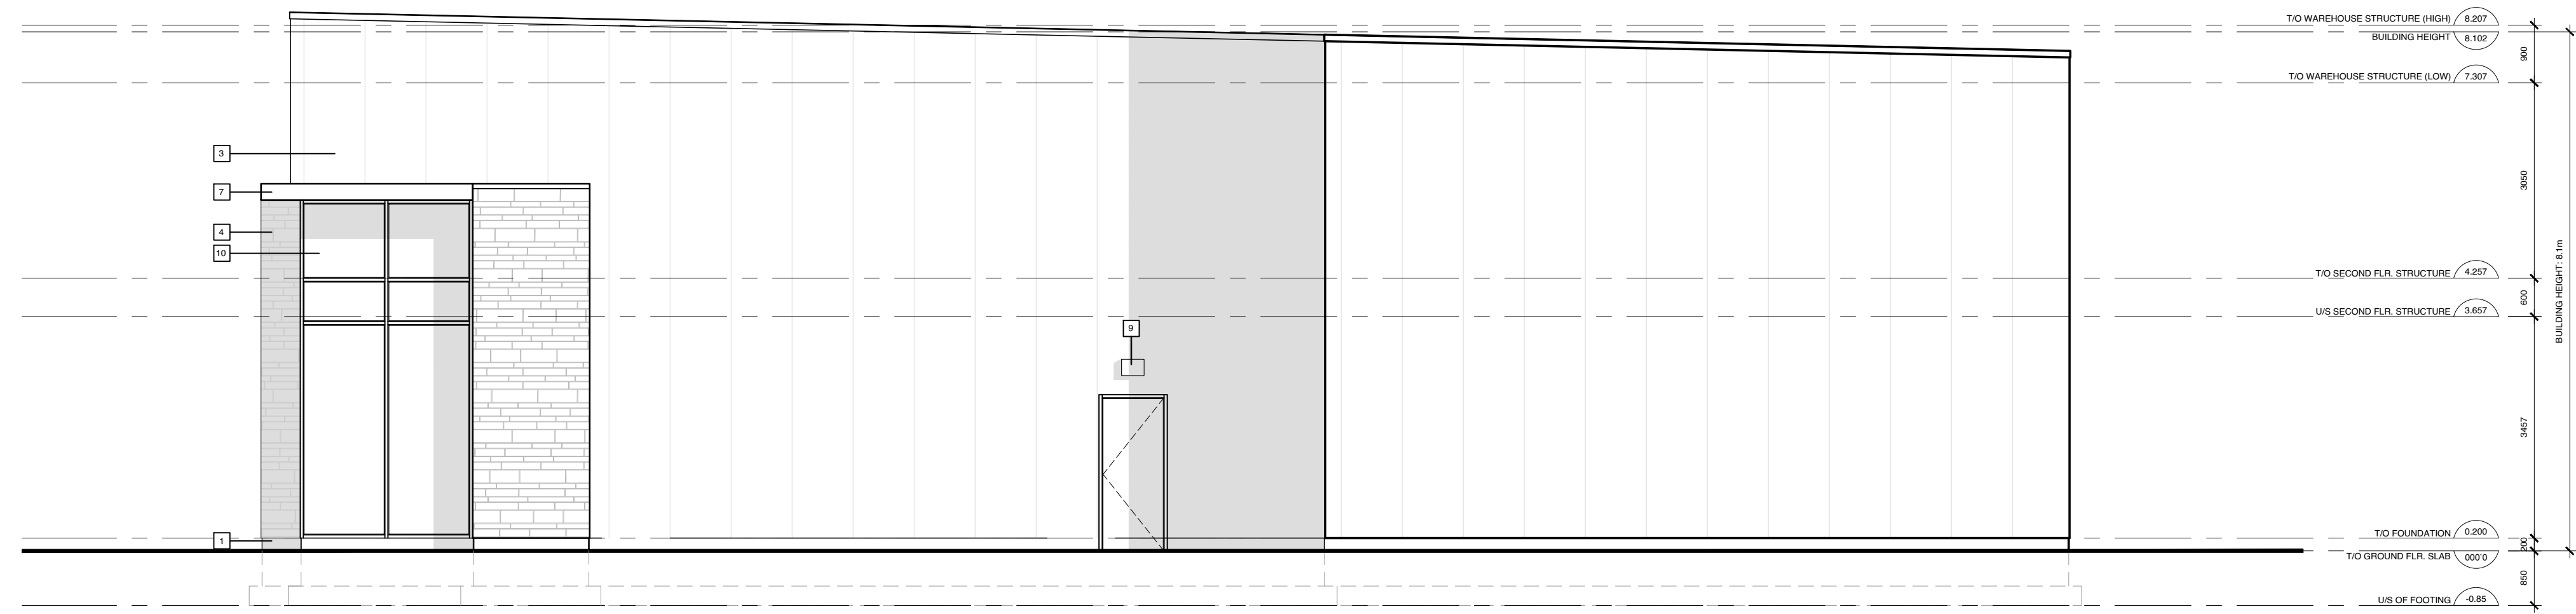 T/O WAREHOUSE STRUCTURE (HIGH) 8.207
BUILDING HEIGHT 8.102
900
T/O WAREHOUSE STRUCTURE (LOW) 7.307
3
3050
7
4
10
BUILDING HEIGHT: 8.1m
T/O SECOND FLR. STRUCTURE 4.257
600
U/S SECOND FLR. STRUCTURE 3.657
9
3457
1
T/O FOUNDATION 0.200
200
T/O GROUND FLR. SLAB 0.000
850
U/S OF FOOTING -0.85